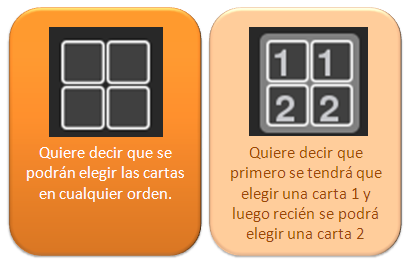 Quiere decir que se
podrán elegir las cartas
en cualquier orden.
1 1
2 2
Quiere decir que
primero se tendrá que
elegir una carta 1 y
luego recién se podrá
elegir una carta 2